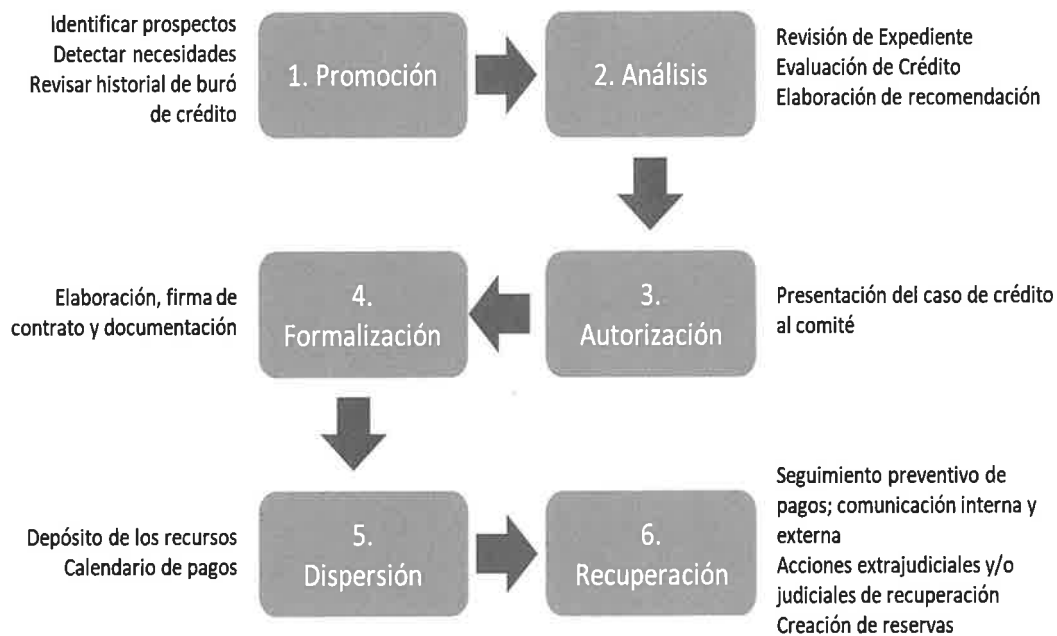 Identificar prospectos
Detectar necesidades
Revisar historial de buró
de crédito
1. Promoción
2. Análisis
Revisión de Expediente
Evaluación de Crédito
Elaboración de recomendación
Elaboración, firma de
contrato y documentación
4.
Formalización
3.
Autorización
Presentación del caso de crédito
al comité
Depósito de los recursos
Calendario de pagos
5.
Dispersión
6.
Recuperación
Seguimiento preventivo de
pagos; comunicación interna y
externa
Acciones extrajudiciales y/o
judiciales de recuperación
Creación de reservas